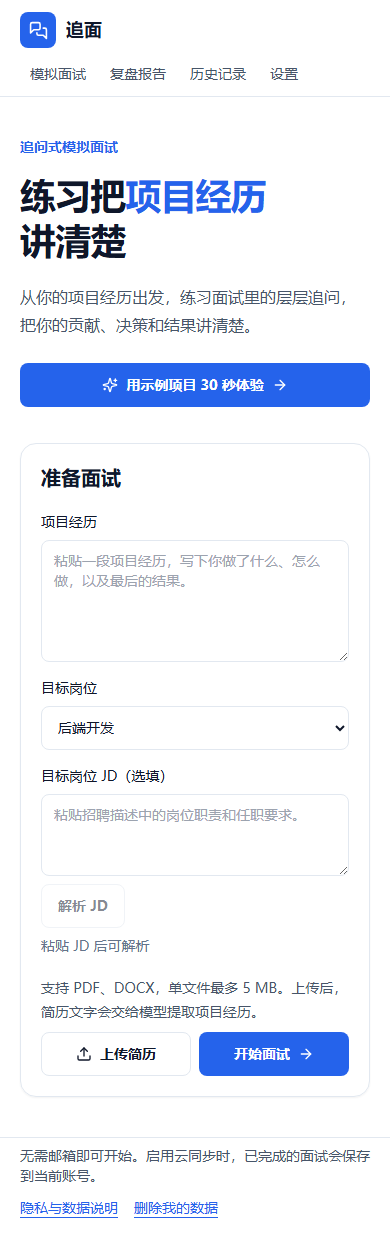 追面
模拟面试 复盘报告 历史记录 设置
追问式模拟面试
练习把项目经历
讲清楚
从你的项目经历出发，练习面试里的层层追问，
把你的贡献、决策和结果讲清楚。
用示例项目 30 秒体验
准备面试
项目经历
粘贴一段项目经历，写下你做了什么、怎么
做，以及最后的结果。
目标岗位
后端开发
目标岗位 JD（选填）
粘贴招聘描述中的岗位职责和任职要求。
解析 JD
粘贴 JD 后可解析
支持 PDF、DOCX，单文件最多 5 MB。上传后，
简历文字会交给模型提取项目经历。
上传简历 开始面试
无需邮箱即可开始。启用云同步时，已完成的面试会保存
到当前账号。
隐私与数据说明 删除我的数据